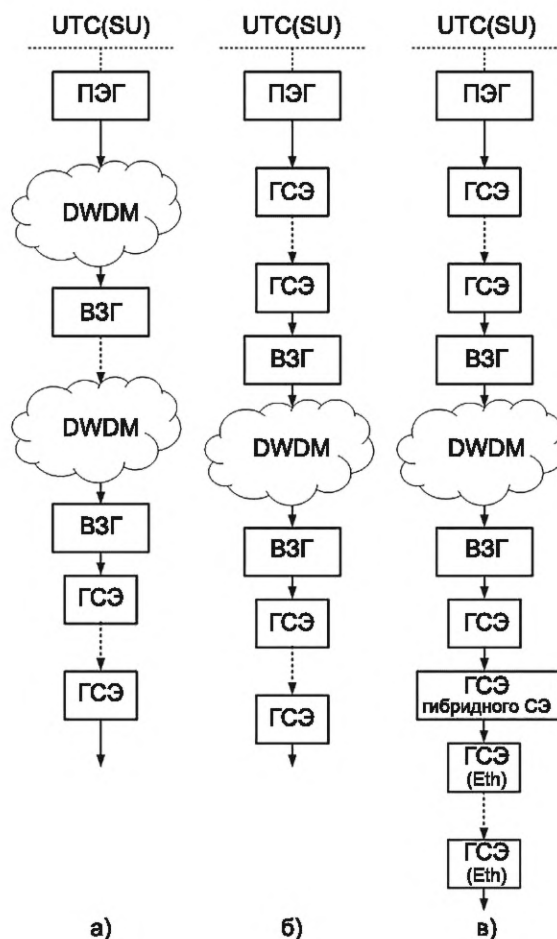 UTC(SU)
ПЭГ
DWDM
ВЗГ
DWDM
ВЗГ
ГСЭ
ГСЭ
а)
UTC(SU)
ПЭГ
ГСЭ
ГСЭ
ВЗГ
DWDM
ВЗГ
ГСЭ
ГСЭ
б)
UTC(SU)
ПЭГ
ГСЭ
ГСЭ
ВЗГ
DWDM
ВЗГ
ГСЭ
ГСЭ
гибридного СЭ
ГСЭ
(Eth)
ГСЭ
(Eth)
в)